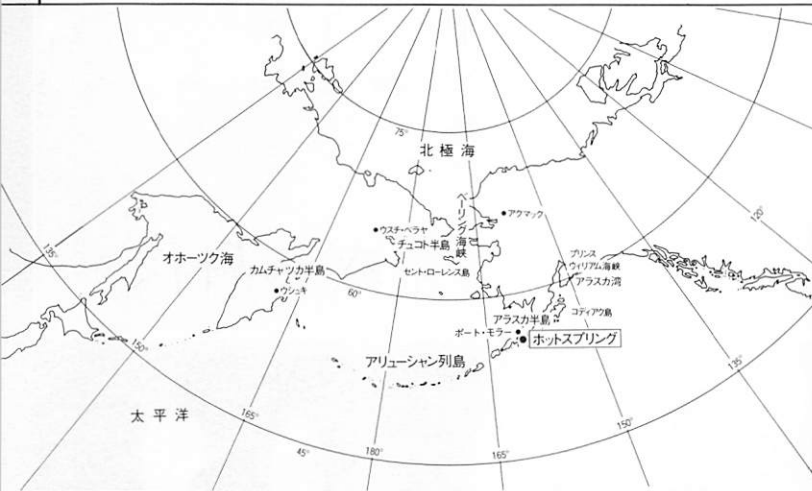 75°
北極海
ベーリング海峡
アクマック
120°
ウスチ・ベラヤ
チュコト半島
135°
オホーツク海
カムチャツカ半島
セント・ローレンス島
プリンス
ウィリアム海峡
アラスカ湾
ウシュキ
60°
コディアク島
アラスカ半島
ポート・モラー
ホットスプリング
150°
アリューシャン列島
135°
太平洋
165°
45°
180°
165°
150°